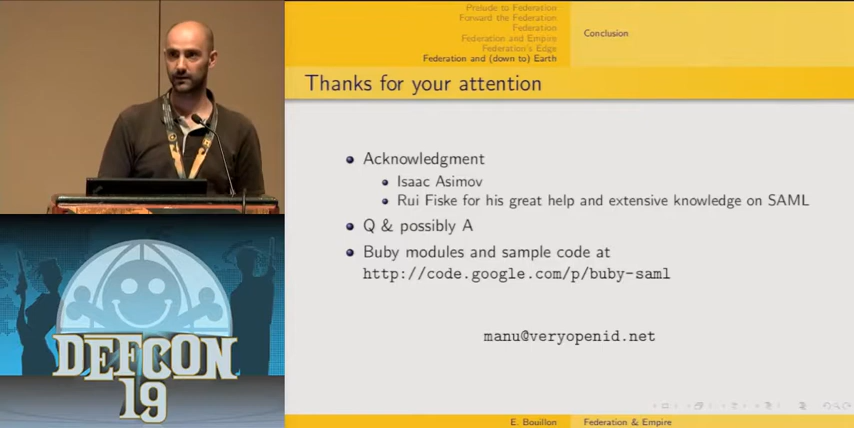 Prelude to Federation
Forward the Federation
Federation
Federation and Empire
Federation's Edge
Federation and (down to) Earth
Conclusion
Thanks for your attention
Acknowledgment
Isaac Asimov
Rui Fiske for his great help and extensive knowledge on SAML
Q & possibly A
Buby modules and sample code at
http://code.google.com/p/buby-saml
manu@veryopenid.net
E. Bouillon
Federation & Empire
DEFCON
19